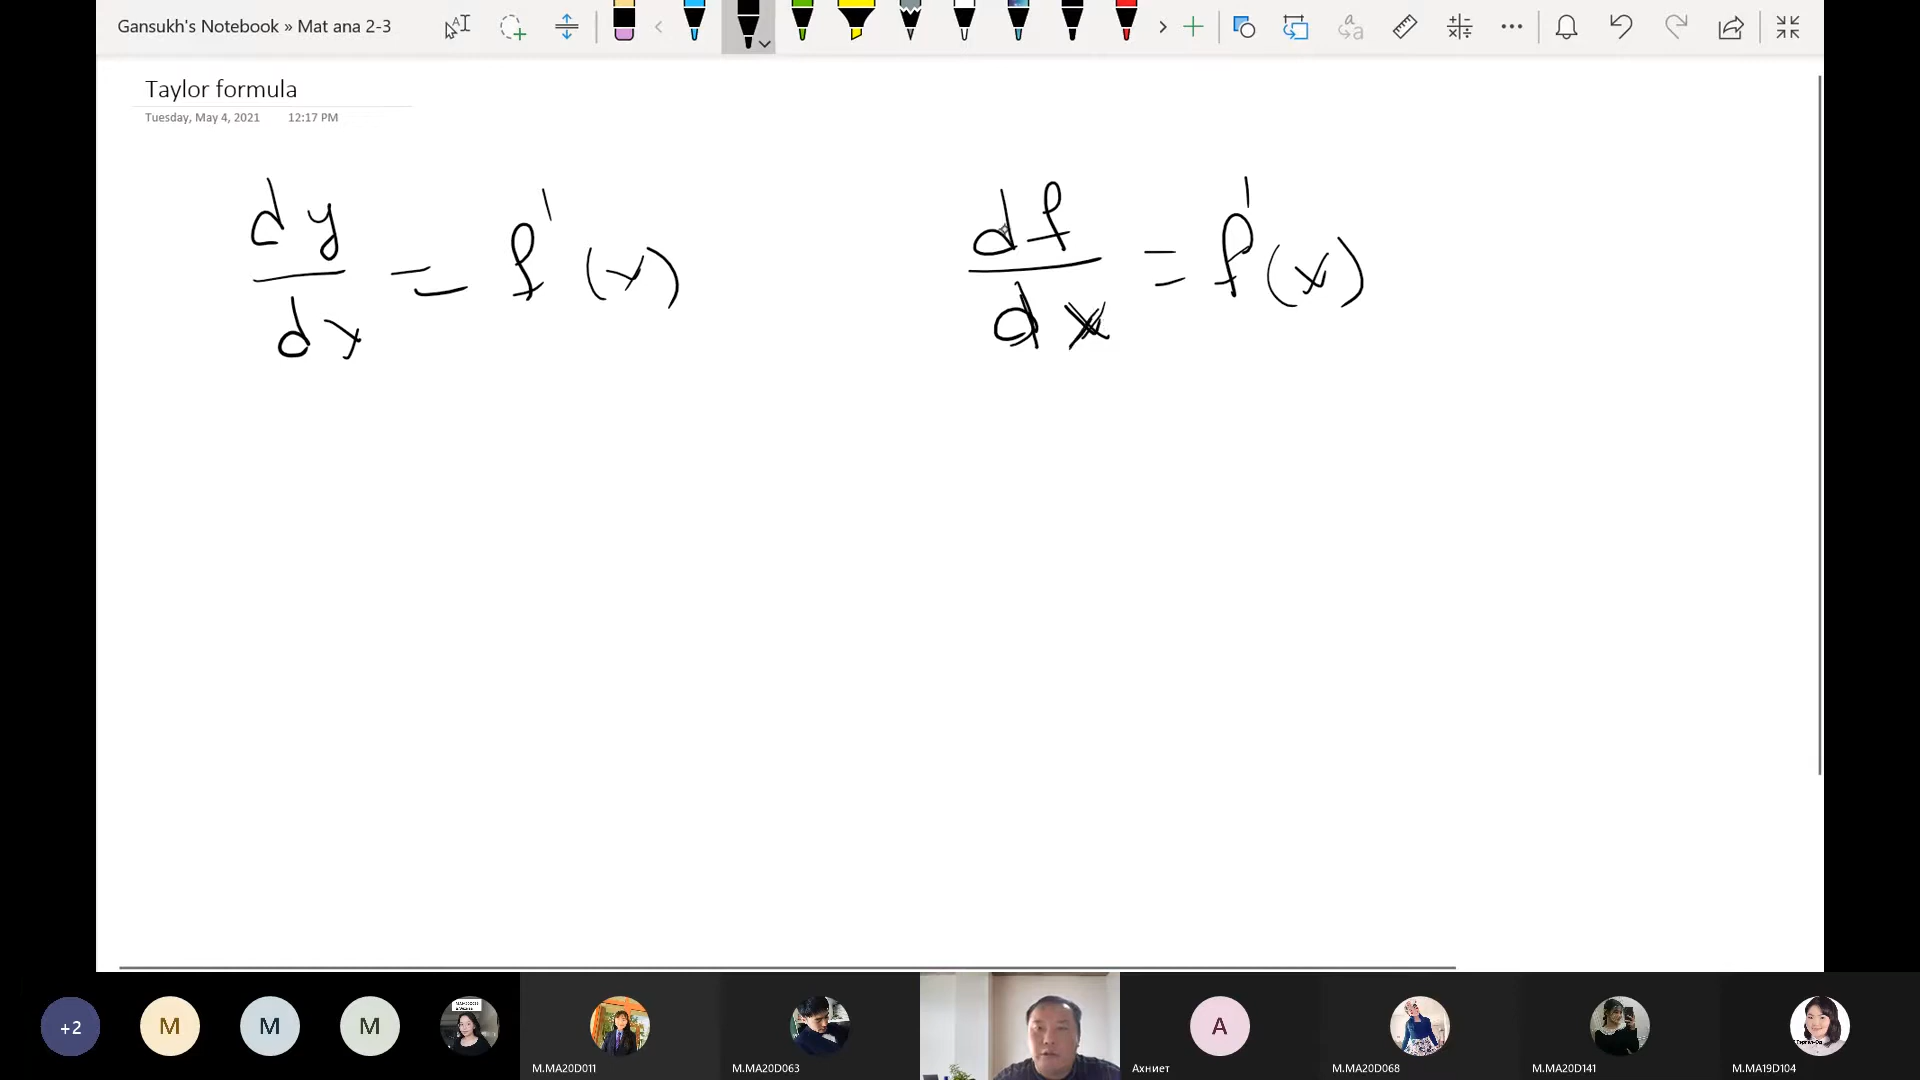 Gansukh's Notebook » Mat ana 2-3
Taylor formula
Tuesday, May 4, 2021 12:17 PM
dy/dx = f'(x)
df/dx = f'(x)
+2 M M M A
M.MA20D011 M.MA20D063 Ахниет M.MA20D068 M.MA20D141 M.MA19D104